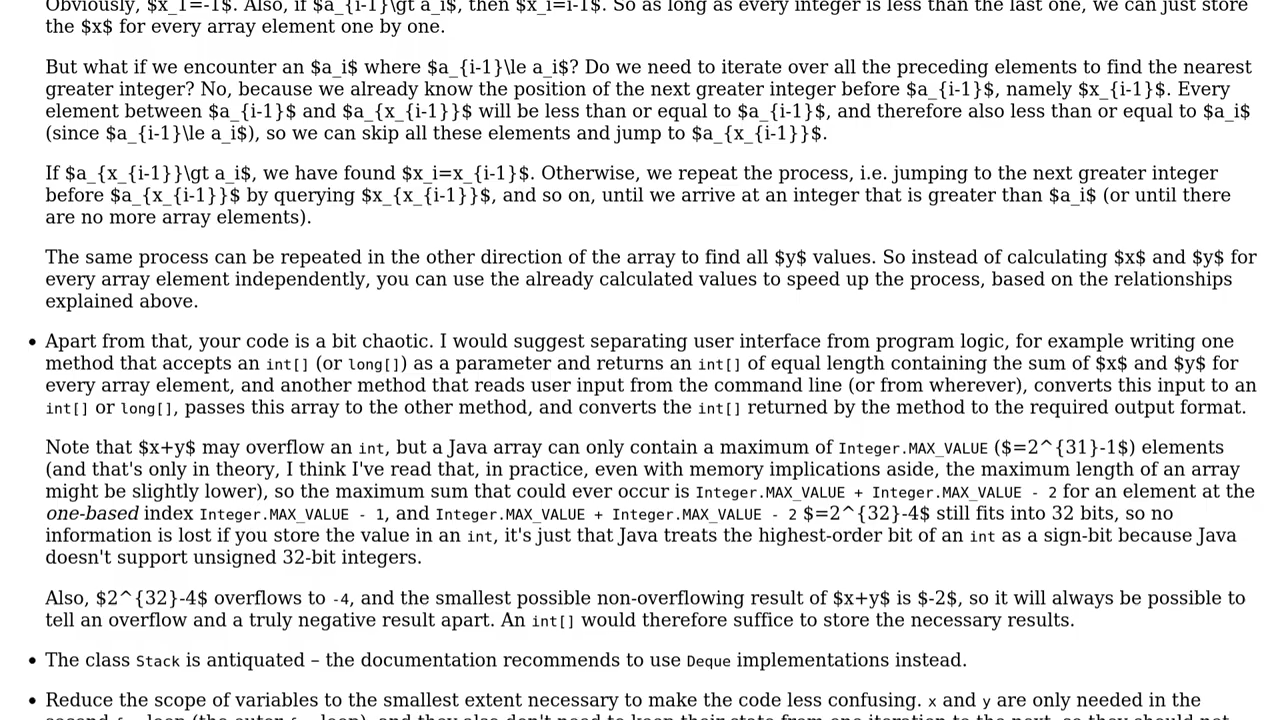 Obviously, $x_1=-1$. Also, if $a_{i-1}\gt a_i$, then $x_i=i-1$. So as long as every integer is less than the last one, we can just store
the $x$ for every array element one by one.
But what if we encounter an $a_i$ where $a_{i-1}\le a_i$? Do we need to iterate over all the preceding elements to find the nearest
greater integer? No, because we already know the position of the next greater integer before $a_{i-1}$, namely $x_{i-1}$. Every
element between $a_{i-1}$ and $a_{x_{i-1}}$ will be less than or equal to $a_{i-1}$, and therefore also less than or equal to $a_i$
(since $a_{i-1}\le a_i$), so we can skip all these elements and jump to $a_{x_{i-1}}$.
If $a_{x_{i-1}}\gt a_i$, we have found $x_i=x_{i-1}$. Otherwise, we repeat the process, i.e. jumping to the next greater integer
before $a_{x_{i-1}}$ by querying $x_{x_{i-1}}$, and so on, until we arrive at an integer that is greater than $a_i$ (or until there
are no more array elements).
The same process can be repeated in the other direction of the array to find all $y$ values. So instead of calculating $x$ and $y$ for
every array element independently, you can use the already calculated values to speed up the process, based on the relationships
explained above.
• Apart from that, your code is a bit chaotic. I would suggest separating user interface from program logic, for example writing one
method that accepts an int[] (or long[]) as a parameter and returns an int[] of equal length containing the sum of $x$ and $y$ for
every array element, and another method that reads user input from the command line (or from wherever), converts this input to an
int[] or long[], passes this array to the other method, and converts the int[] returned by the method to the required output format.
Note that $x+y$ may overflow an int, but a Java array can only contain a maximum of Integer.MAX_VALUE ($=2^{31}-1$) elements
(and that's only in theory, I think I've read that, in practice, even with memory implications aside, the maximum length of an array
might be slightly lower), so the maximum sum that could ever occur is Integer.MAX_VALUE + Integer.MAX_VALUE - 2 for an element at the
one-based index Integer.MAX_VALUE - 1, and Integer.MAX_VALUE + Integer.MAX_VALUE - 2 $=2^{32}-4$ still fits into 32 bits, so no
information is lost if you store the value in an int, it's just that Java treats the highest-order bit of an int as a sign-bit because Java
doesn't support unsigned 32-bit integers.
Also, $2^{32}-4$ overflows to -4, and the smallest possible non-overflowing result of $x+y$ is $-2$, so it will always be possible to
tell an overflow and a truly negative result apart. An int[] would therefore suffice to store the necessary results.
• The class Stack is antiquated – the documentation recommends to use Deque implementations instead.
• Reduce the scope of variables to the smallest extent necessary to make the code less confusing. x and y are only needed in the
second for loop (the outer for loop), and they also don't need to keep their state from one iteration to the next, so they should not